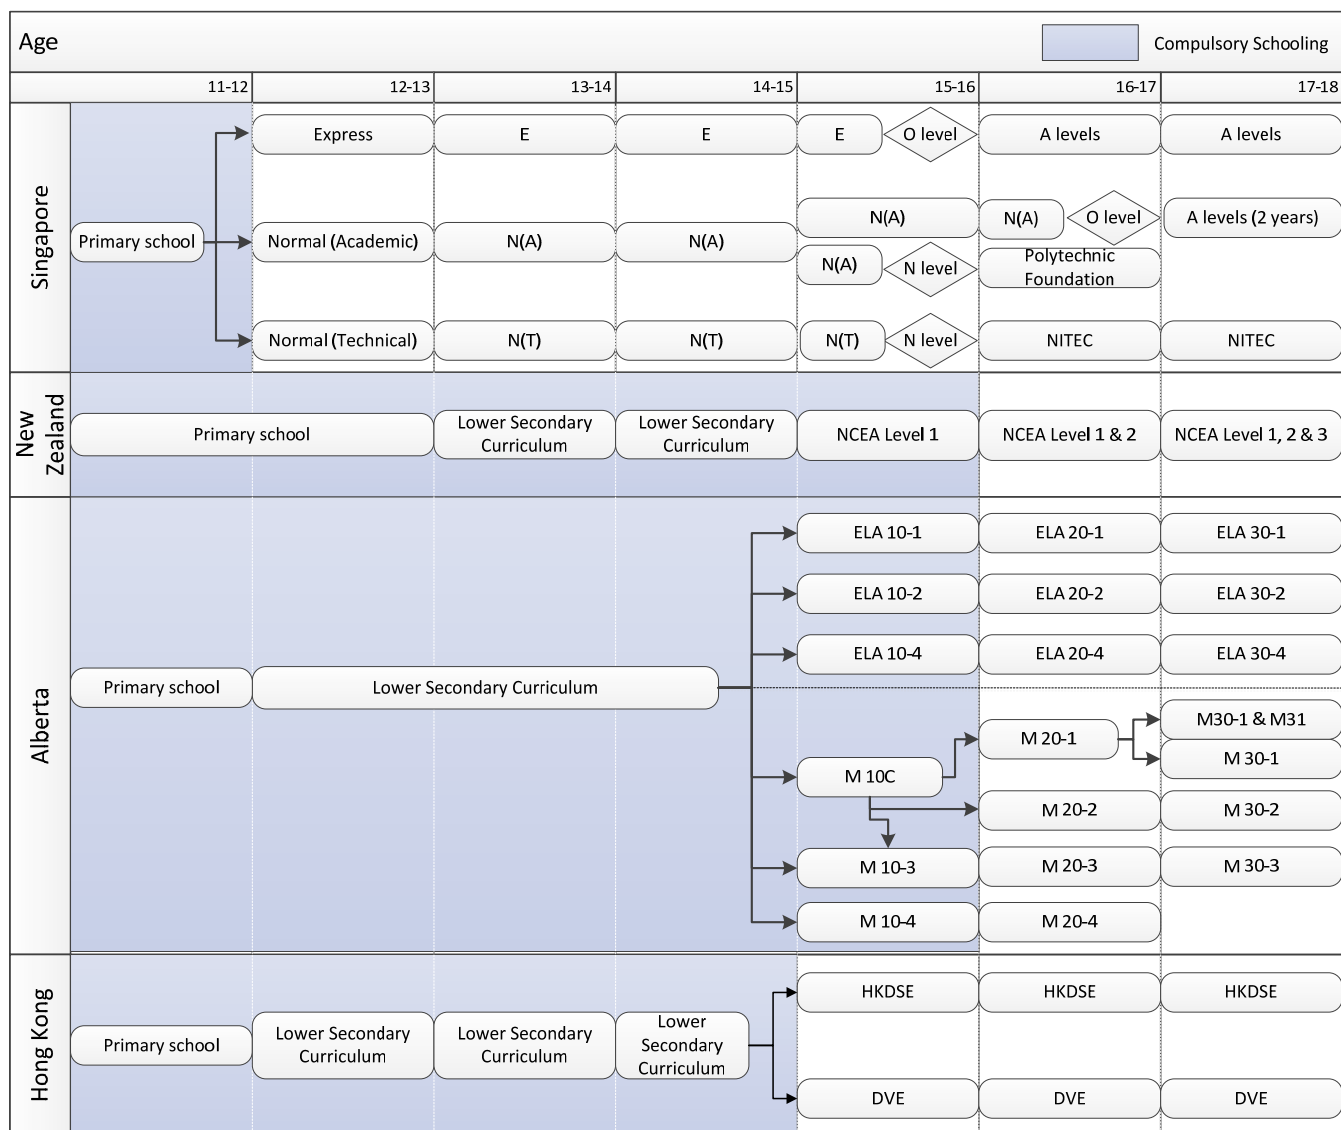 Age
Compulsory Schooling
11-12
12-13
13-14
14-15
15-16
16-17
17-18
Singapore
Primary school
Express
E
E
E
O level
A levels
A levels
Normal (Academic)
N(A)
N(A)
N(A)
N(A)
O level
A levels (2 years)
N(A)
N level
Polytechnic
Foundation
Normal (Technical)
N(T)
N(T)
N(T)
N level
NITEC
NITEC
New
Zealand
Primary school
Lower Secondary
Curriculum
Lower Secondary
Curriculum
NCEA Level 1
NCEA Level 1 & 2
NCEA Level 1, 2 & 3
Alberta
Primary school
Lower Secondary Curriculum
ELA 10-1
ELA 20-1
ELA 30-1
ELA 10-2
ELA 20-2
ELA 30-2
ELA 10-4
ELA 20-4
ELA 30-4
M 10C
M 20-1
M30-1 & M31
M 30-1
M 20-2
M 30-2
M 10-3
M 20-3
M 30-3
M 10-4
M 20-4
Hong Kong
Primary school
Lower Secondary
Curriculum
Lower Secondary
Curriculum
Lower
Secondary
Curriculum
HKDSE
HKDSE
HKDSE
DVE
DVE
DVE